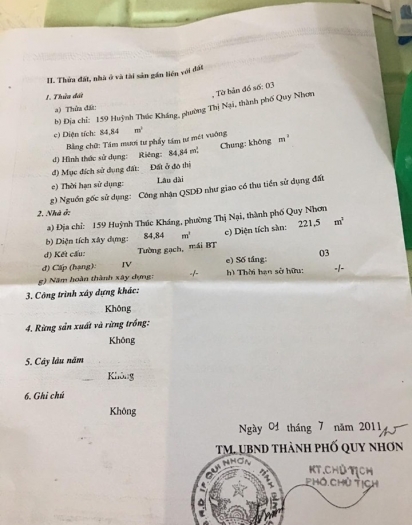 II. Thửa đất, nhà ở và tài sản gắn liền với đất
1. Thửa đất
a) Thửa đất: , Tờ bản đồ số: 03
b) Địa chỉ: 159 Huỳnh Thúc Kháng, phường Thị Nại, thành phố Quy Nhơn
c) Diện tích: 84,84 m²
Bằng chữ: Tám mươi tư phẩy tám tư mét vuông
d) Hình thức sử dụng: Riêng: 84,84 m² Chung: không m²
đ) Mục đích sử dụng đất: Đất ở đô thị
e) Thời hạn sử dụng: Lâu dài
g) Nguồn gốc sử dụng: Công nhận QSDĐ như giao có thu tiền sử dụng đất
2. Nhà ở:
a) Địa chỉ: 159 Huỳnh Thúc Kháng, phường Thị Nại, thành phố Quy Nhơn
b) Diện tích xây dựng: 84,84 m² c) Diện tích sàn: 221,5 m²
d) Kết cấu: Tường gạch, mái BT
đ) Cấp (hạng): IV e) Số tầng: 03
g) Năm hoàn thành xây dựng: -/- h) Thời hạn sở hữu: -/-
3. Công trình xây dựng khác:
Không
4. Rừng sản xuất và rừng trồng:
Không
5. Cây lâu năm
Không
6. Ghi chú
Không
Ngày 01 tháng 7 năm 2011
TM. UBND THÀNH PHỐ QUY NHƠN
KT.CHỦ TỊCH
PHÓ CHỦ TỊCH